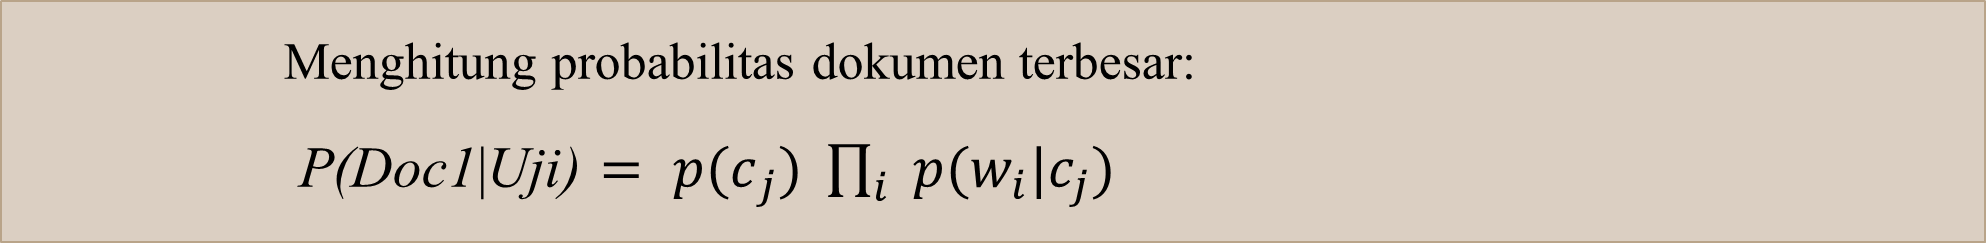 Menghitung probabilitas dokumen terbesar:
P(Doc1|Uji) = p(c_j) ∏_i p(w_i|c_j)